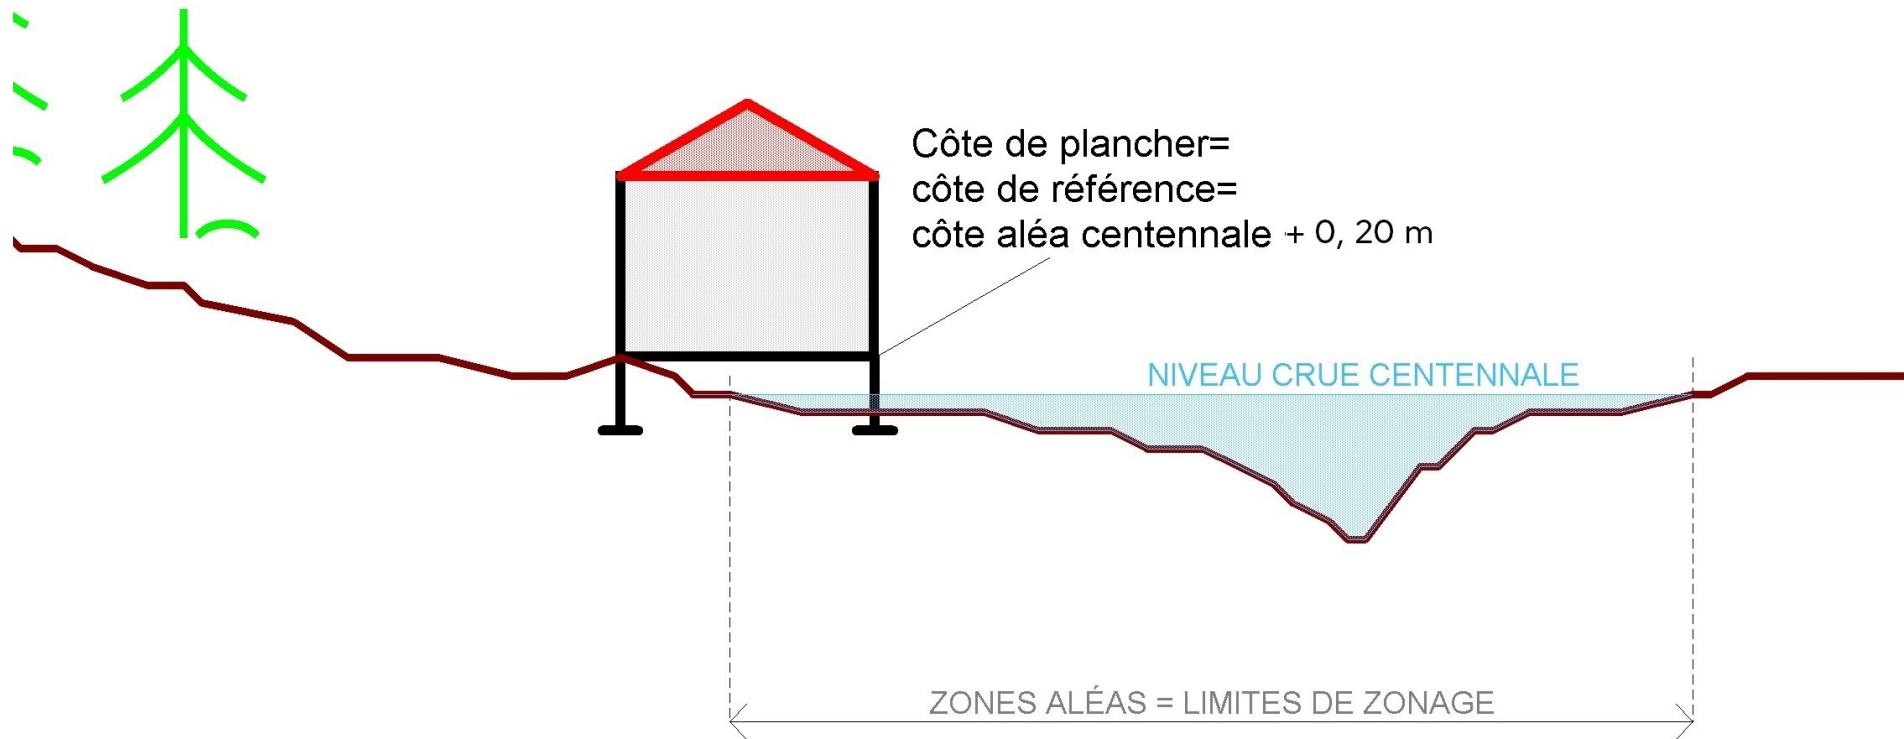 Côte de plancher=
côte de référence=
côte aléa centennale + 0, 20 m
NIVEAU CRUE CENTENNALE
ZONES ALÉAS = LIMITES DE ZONAGE